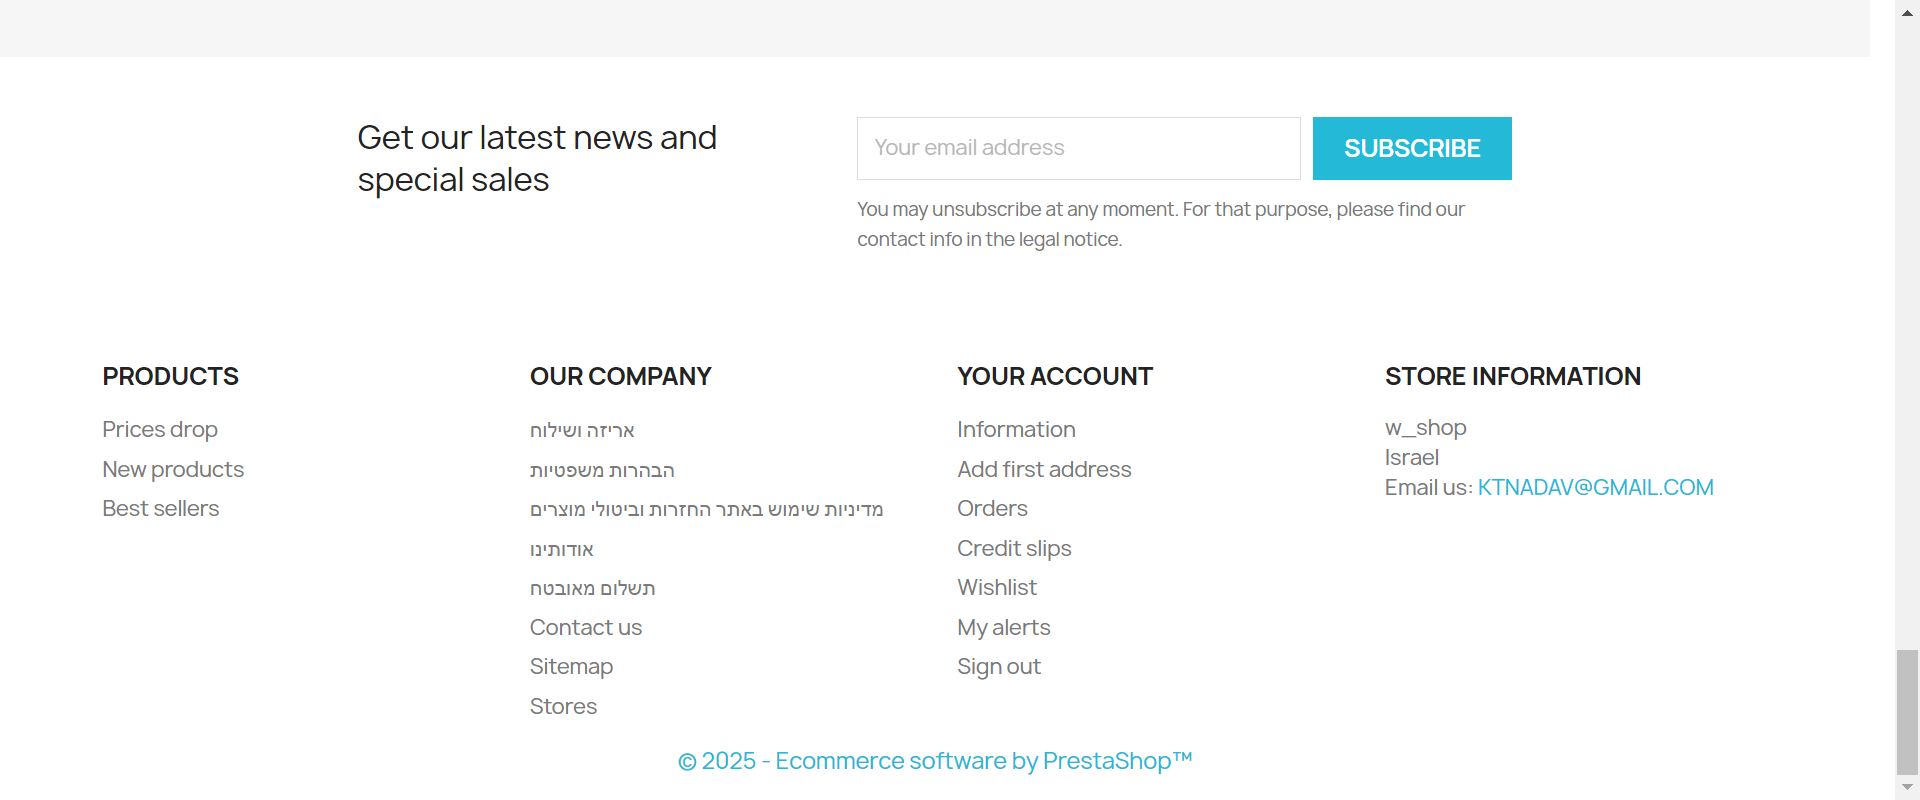 Get our latest news and
special sales
Your email address
SUBSCRIBE
You may unsubscribe at any moment. For that purpose, please find our
contact info in the legal notice.
PRODUCTS
Prices drop
New products
Best sellers
OUR COMPANY
אריזה ושילוח
הבהרות משפטיות
מדיניות שימוש באתר החזרות וביטולי מוצרים
אודותינו
תשלום מאובטח
Contact us
Sitemap
Stores
YOUR ACCOUNT
Information
Add first address
Orders
Credit slips
Wishlist
My alerts
Sign out
STORE INFORMATION
w_shop
Israel
Email us: KTNADAV@GMAIL.COM
© 2025 - Ecommerce software by PrestaShop™